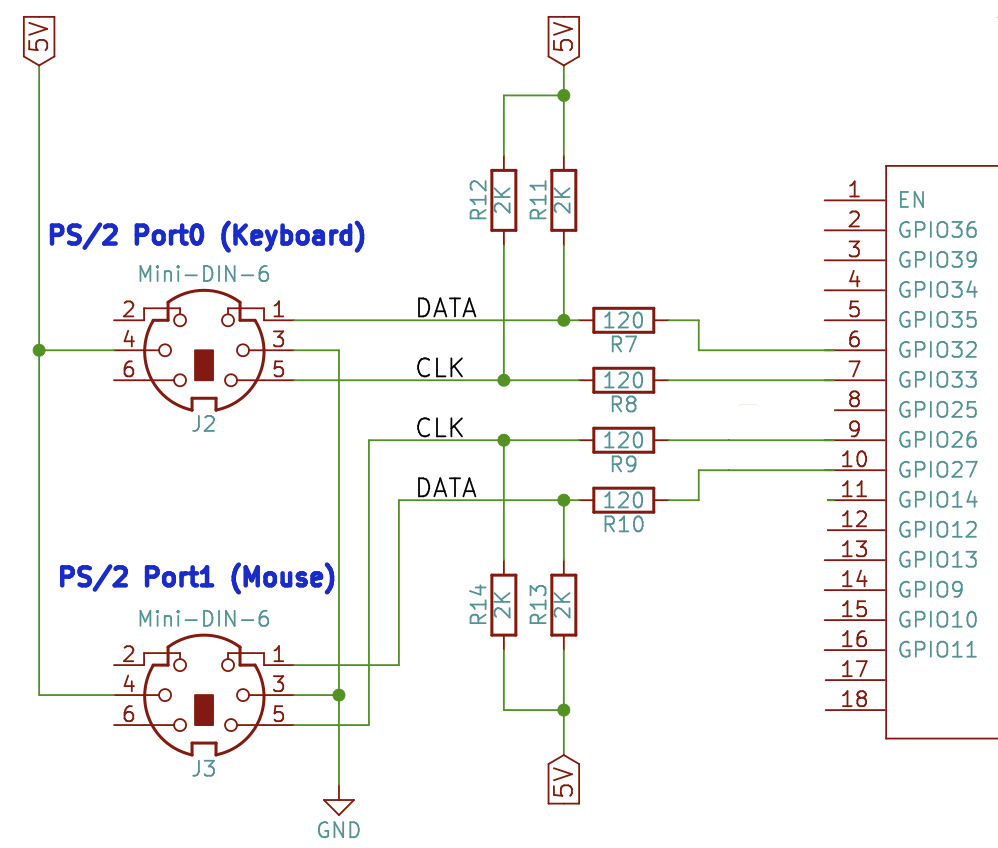 5V
5V
R12
2K
R11
2K
PS/2 Port0 (Keyboard)
Mini-DIN-6
2
1
4
3
6
5
J2
DATA
CLK
CLK
DATA
120
R7
120
R8
120
R9
120
R10
1 EN
2 GPIO36
3 GPIO39
4 GPIO34
5 GPIO35
6 GPIO32
7 GPIO33
8 GPIO25
9 GPIO26
10 GPIO27
11 GPIO14
12 GPIO12
13 GPIO13
14 GPIO9
15 GPIO10
16 GPIO11
17
18
PS/2 Port1 (Mouse)
Mini-DIN-6
2
1
4
3
6
5
J3
R14
2K
R13
2K
5V
GND